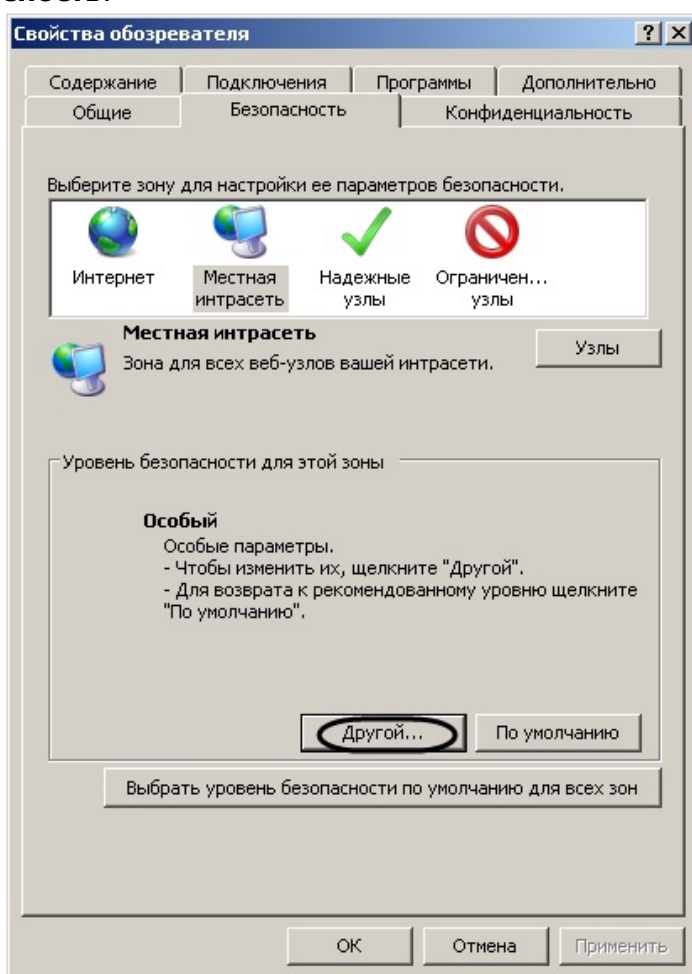 Свойства обозревателя
Содержание Подключения Программы Дополнительно
Общие Безопасность Конфиденциальность
Выберите зону для настройки ее параметров безопасности.
Интернет Местная интрасеть Надежные узлы Ограничен... узлы
Местная интрасеть
Зона для всех веб-узлов вашей интрасети.
Узлы
Уровень безопасности для этой зоны
Особый
Особые параметры.
- Чтобы изменить их, щелкните "Другой".
- Для возврата к рекомендованному уровню щелкните
"По умолчанию".
Другой... По умолчанию
Выбрать уровень безопасности по умолчанию для всех зон
ОК Отмена Применить